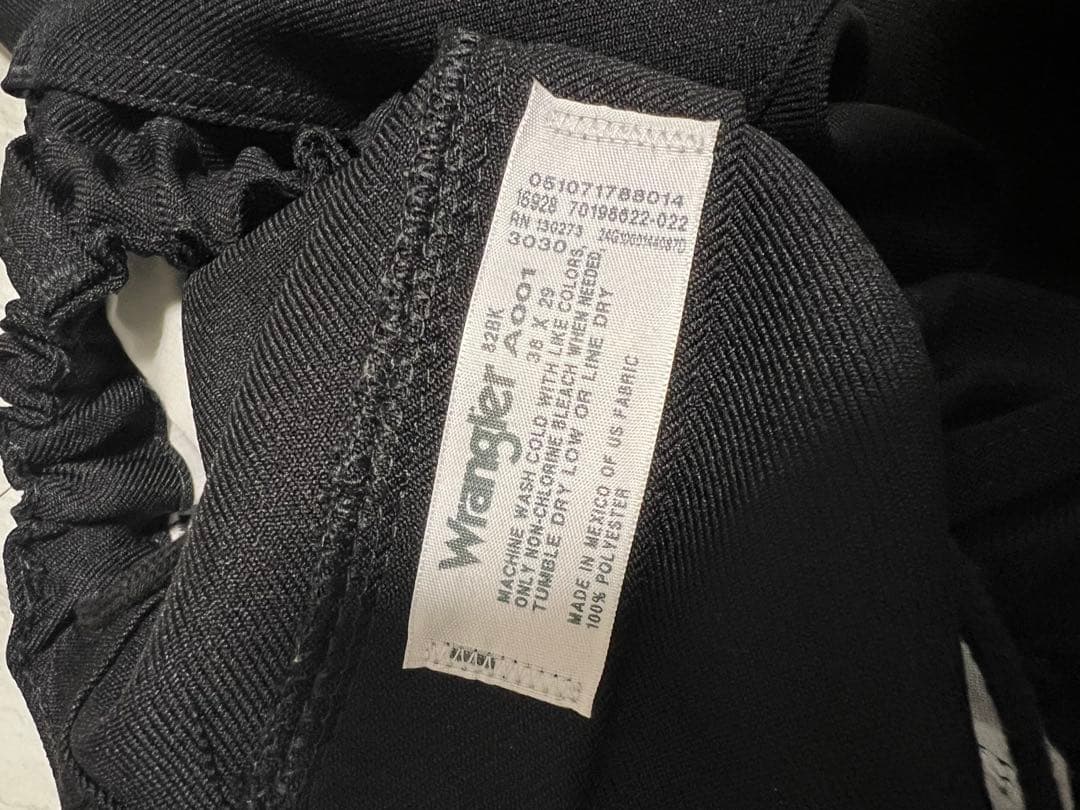 051071788014
16928 70198622-022
RN 130273
3030
Wrangler 82BK
A001
38 X 29
MACHINE WASH COLD WITH LIKE COLORS,
ONLY NON-CHLORINE BLEACH WHEN NEEDED,
TUMBLE DRY LOW OR LINE DRY
MADE IN MEXICO OF US FABRIC
100% POLYESTER